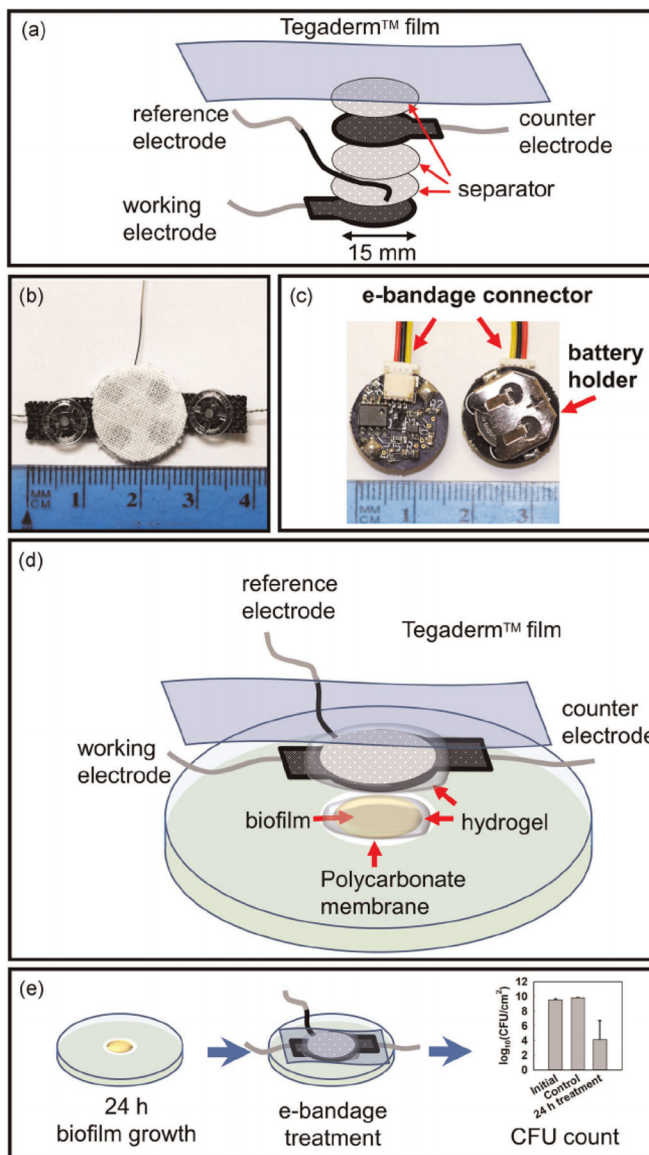 (a)
Tegaderm™ film
reference
electrode
counter
electrode
separator
working
electrode
15 mm
(b)
MM
CM
1
2
3
4
(c)
e-bandage connector
battery
holder
MM
CM
1
2
3
(d)
reference
electrode
Tegaderm™ film
counter
electrode
working
electrode
biofilm
hydrogel
Polycarbonate
membrane
(e)
24 h
biofilm growth
e-bandage
treatment
log₁₀(CFU/cm²)
12
10
8
6
4
2
0
Initial
Control
24 h treatment
CFU count